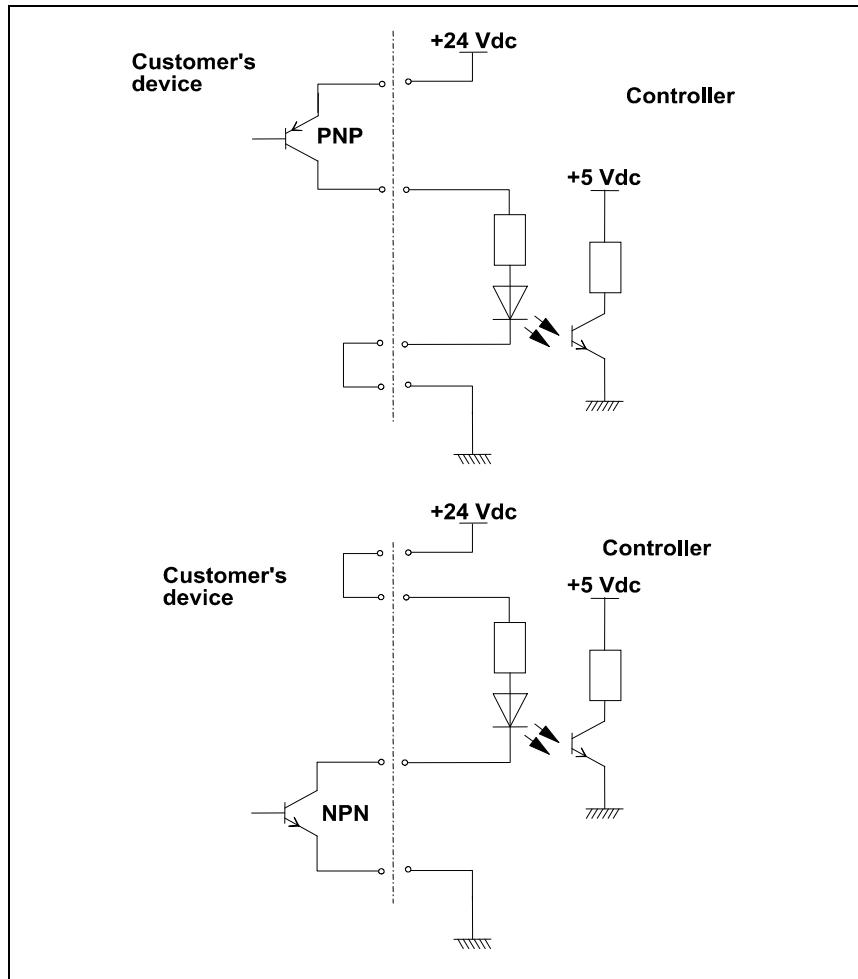 +24 Vdc
Customer's
device
Controller
PNP
+5 Vdc
+24 Vdc
Controller
Customer's
device
+5 Vdc
NPN